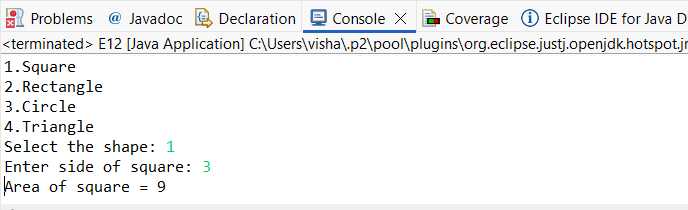 Problems @ Javadoc Declaration Console Coverage Eclipse IDE for Java D
<terminated> E12 [Java Application] C:\Users\visha\.p2\pool\plugins\org.eclipse.justj.openjdk.hotspot.jr
1.Square
2.Rectangle
3.Circle
4.Triangle
Select the shape: 1
Enter side of square: 3
Area of square = 9